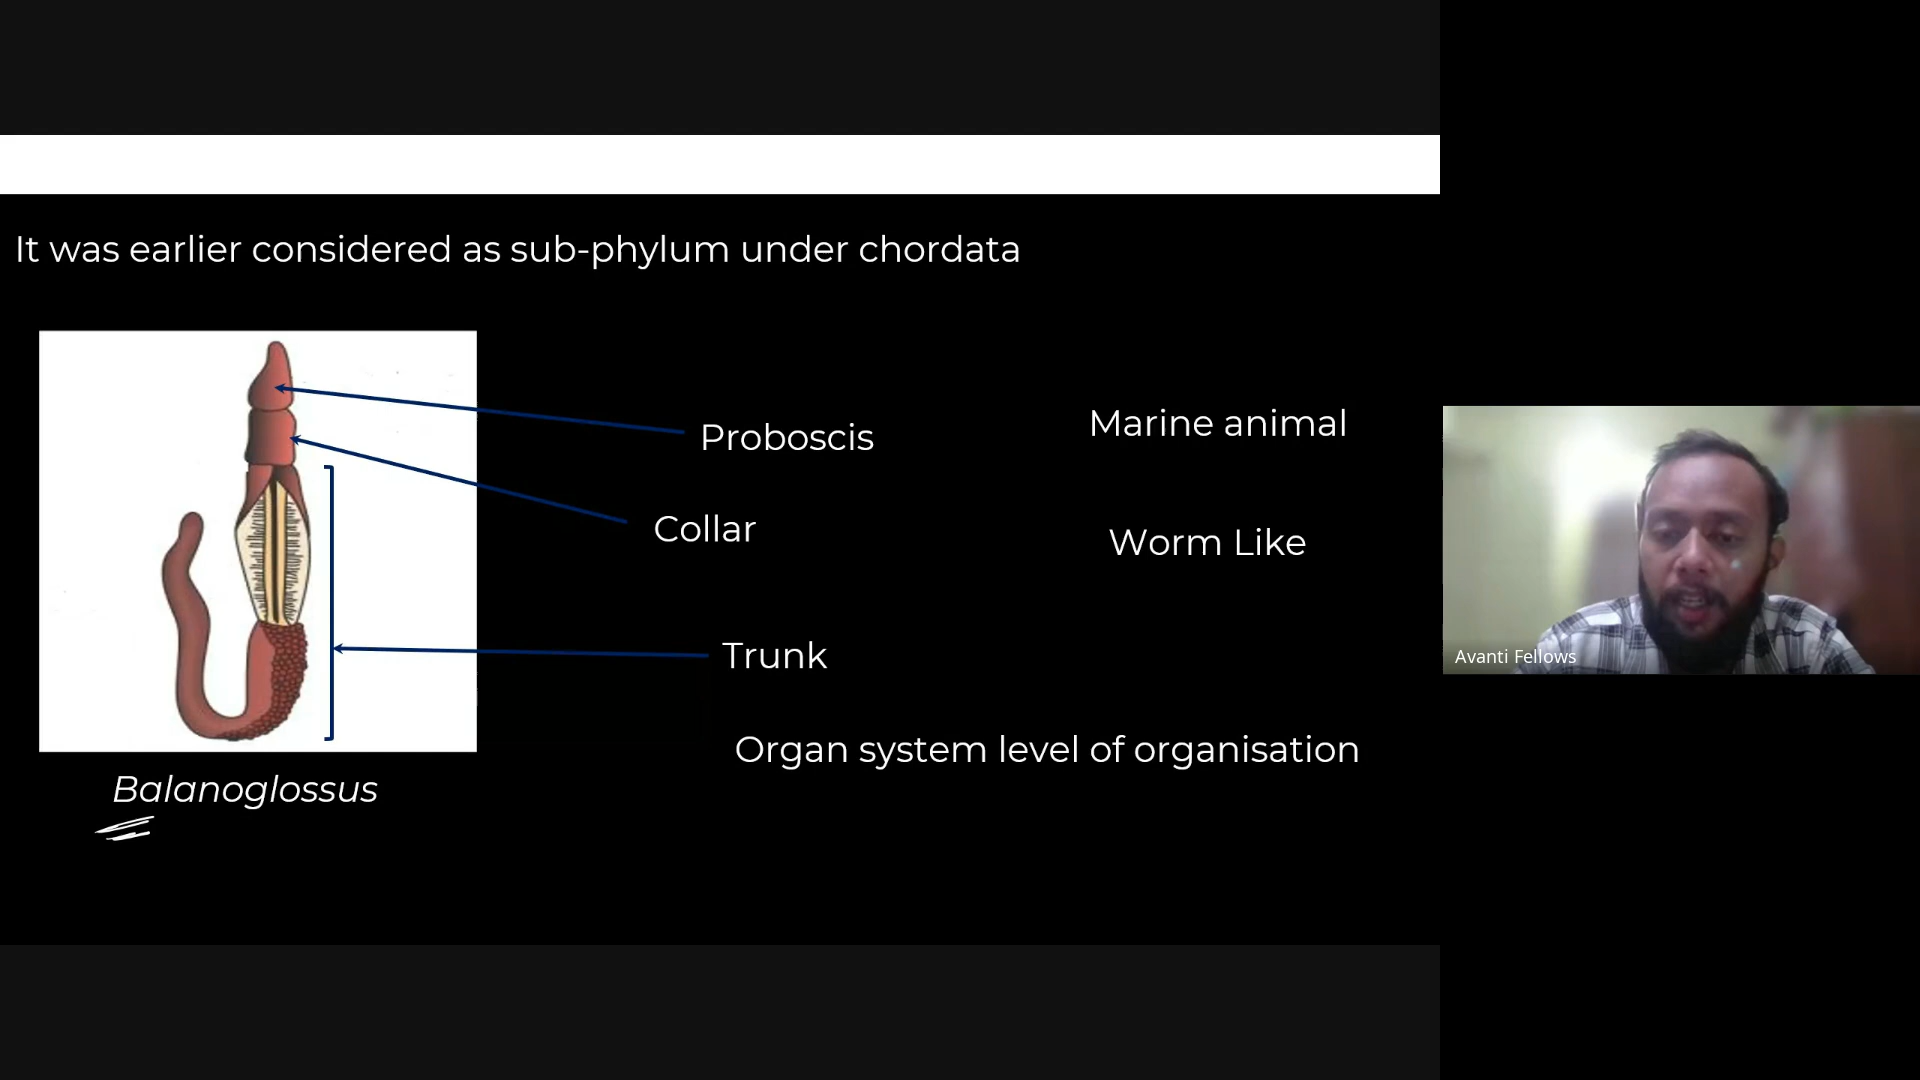 It was earlier considered as sub-phylum under chordata
Proboscis
Marine animal
Collar
Worm Like
Trunk
Organ system level of organisation
Balanoglossus
Avanti Fellows